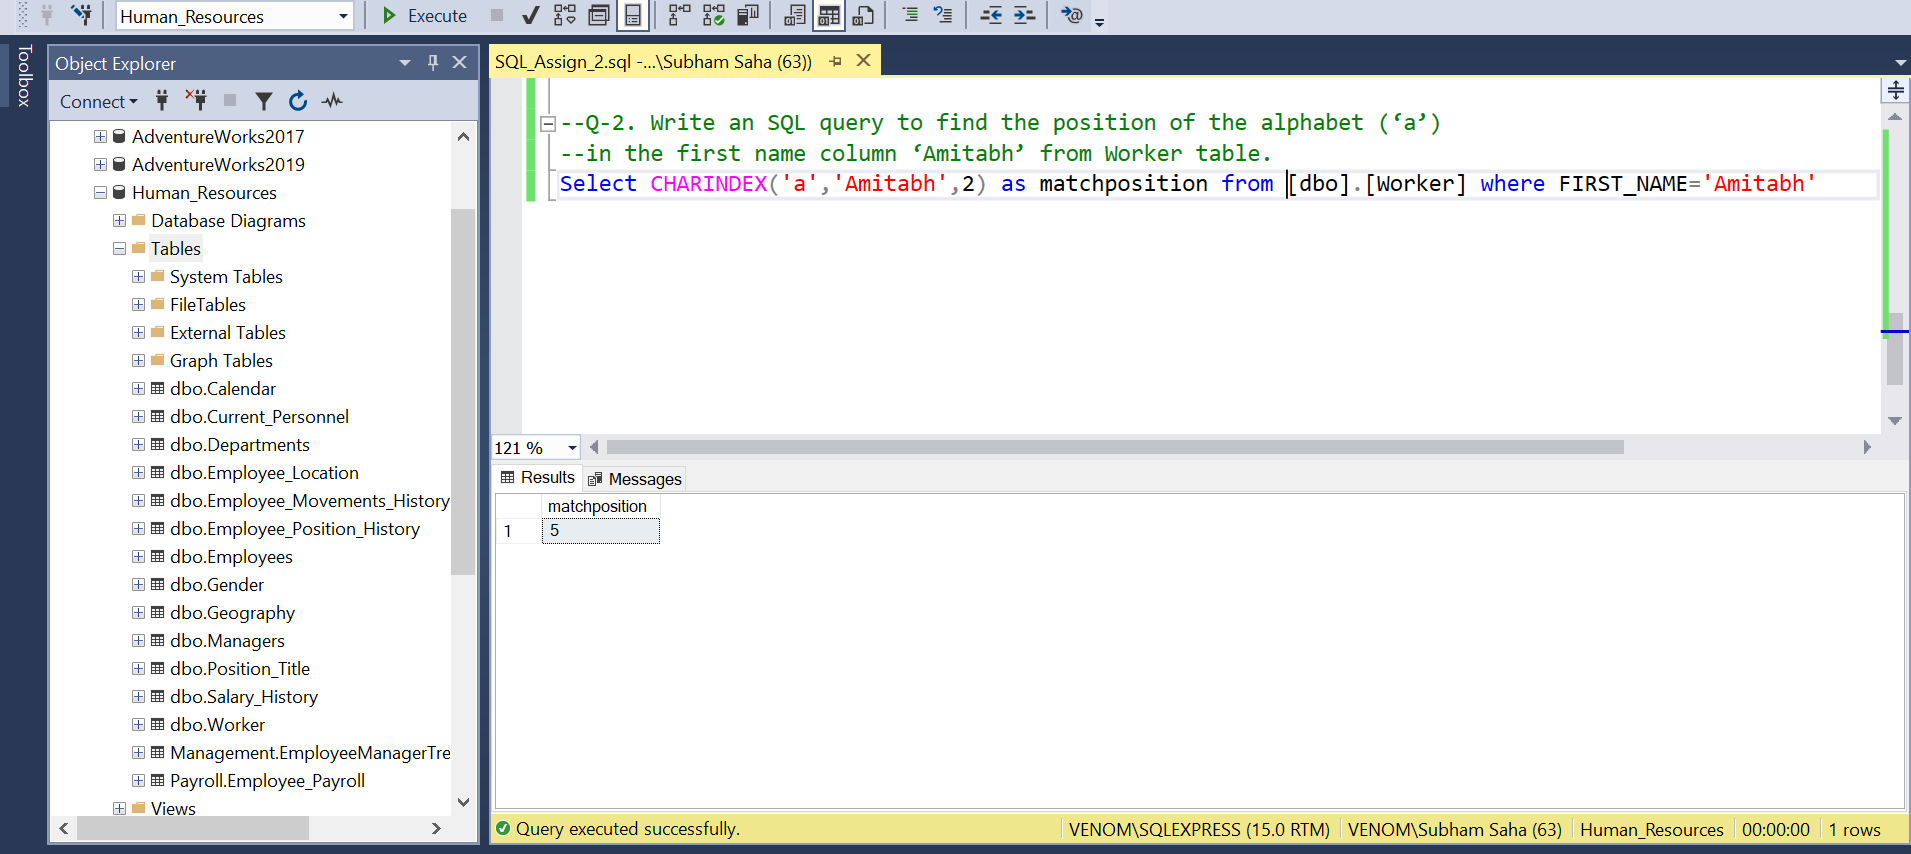 Human_Resources Execute
Toolbox
Object Explorer
Connect
AdventureWorks2017
AdventureWorks2019
Human_Resources
Database Diagrams
Tables
System Tables
FileTables
External Tables
Graph Tables
dbo.Calendar
dbo.Current_Personnel
dbo.Departments
dbo.Employee_Location
dbo.Employee_Movements_History
dbo.Employee_Position_History
dbo.Employees
dbo.Gender
dbo.Geography
dbo.Managers
dbo.Position_Title
dbo.Salary_History
dbo.Worker
Management.EmployeeManagerTre
Payroll.Employee_Payroll
Views
SQL_Assign_2.sql -...\Subham Saha (63))
--Q-2. Write an SQL query to find the position of the alphabet (‘a’)
--in the first name column ‘Amitabh’ from Worker table.
Select CHARINDEX('a','Amitabh',2) as matchposition from [dbo].[Worker] where FIRST_NAME='Amitabh'
121 %
Results Messages
matchposition
1 5
Query executed successfully. VENOM\SQLEXPRESS (15.0 RTM) VENOM\Subham Saha (63) Human_Resources 00:00:00 1 rows